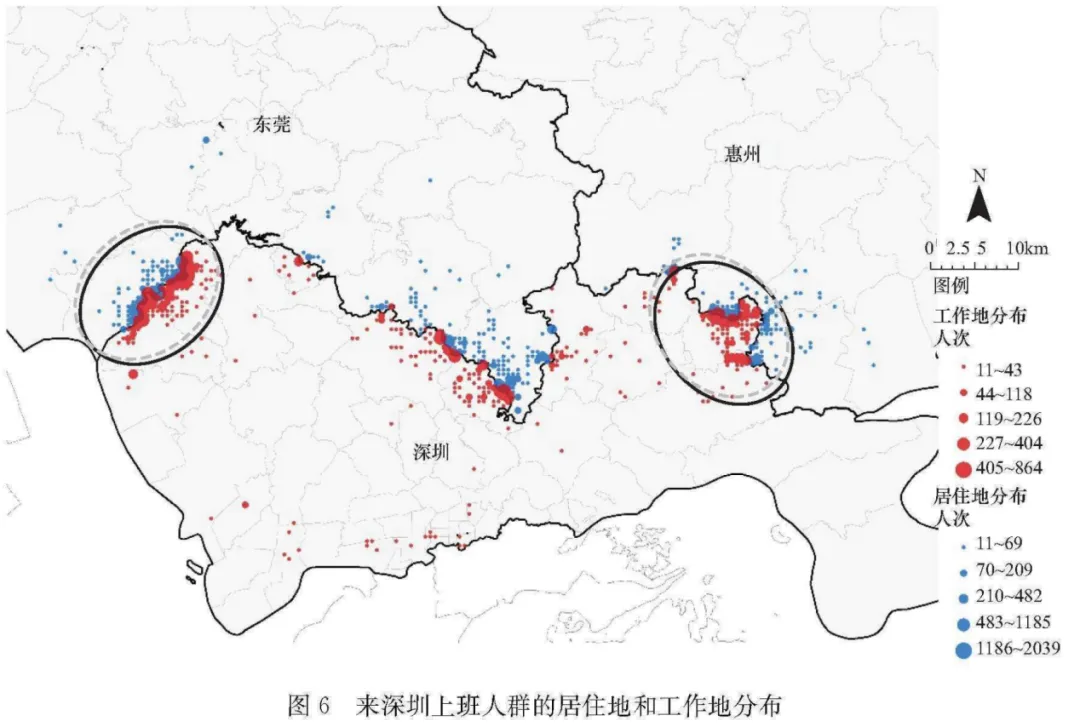 东莞
惠州
深圳
N
0 2.5 5 10km
图例
工作地分布
人次
11~43
44~118
119~226
227~404
405~864
居住地分布
人次
11~69
70~209
210~482
483~1185
1186~2039
图 6 来深圳上班人群的居住地和工作地分布